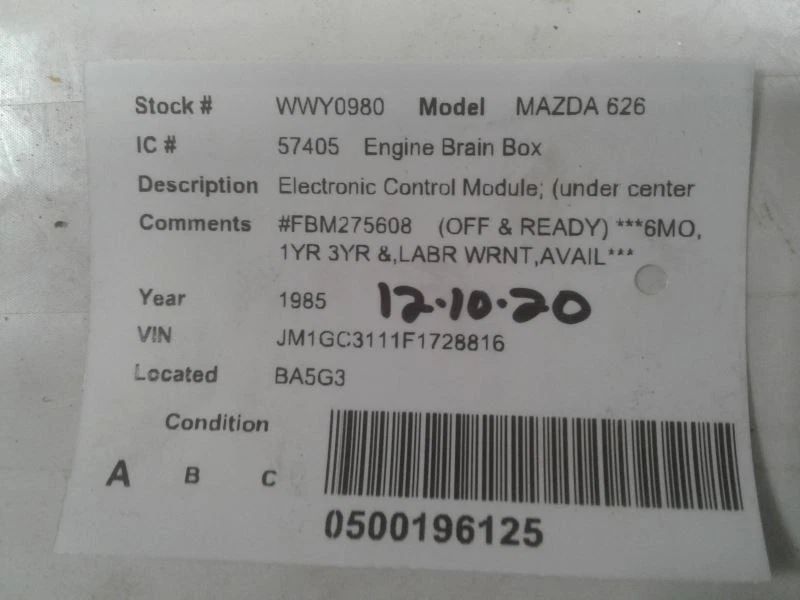 Stock # WWY0980 Model MAZDA 626
IC # 57405 Engine Brain Box
Description Electronic Control Module; (under center
Comments #FBM275608 (OFF & READY) ***6MO,
1YR 3YR &,LABR WRNT,AVAIL***
Year 1985 12·10·20
VIN JM1GC3111F1728816
Located BA5G3
Condition
A B C
0500196125